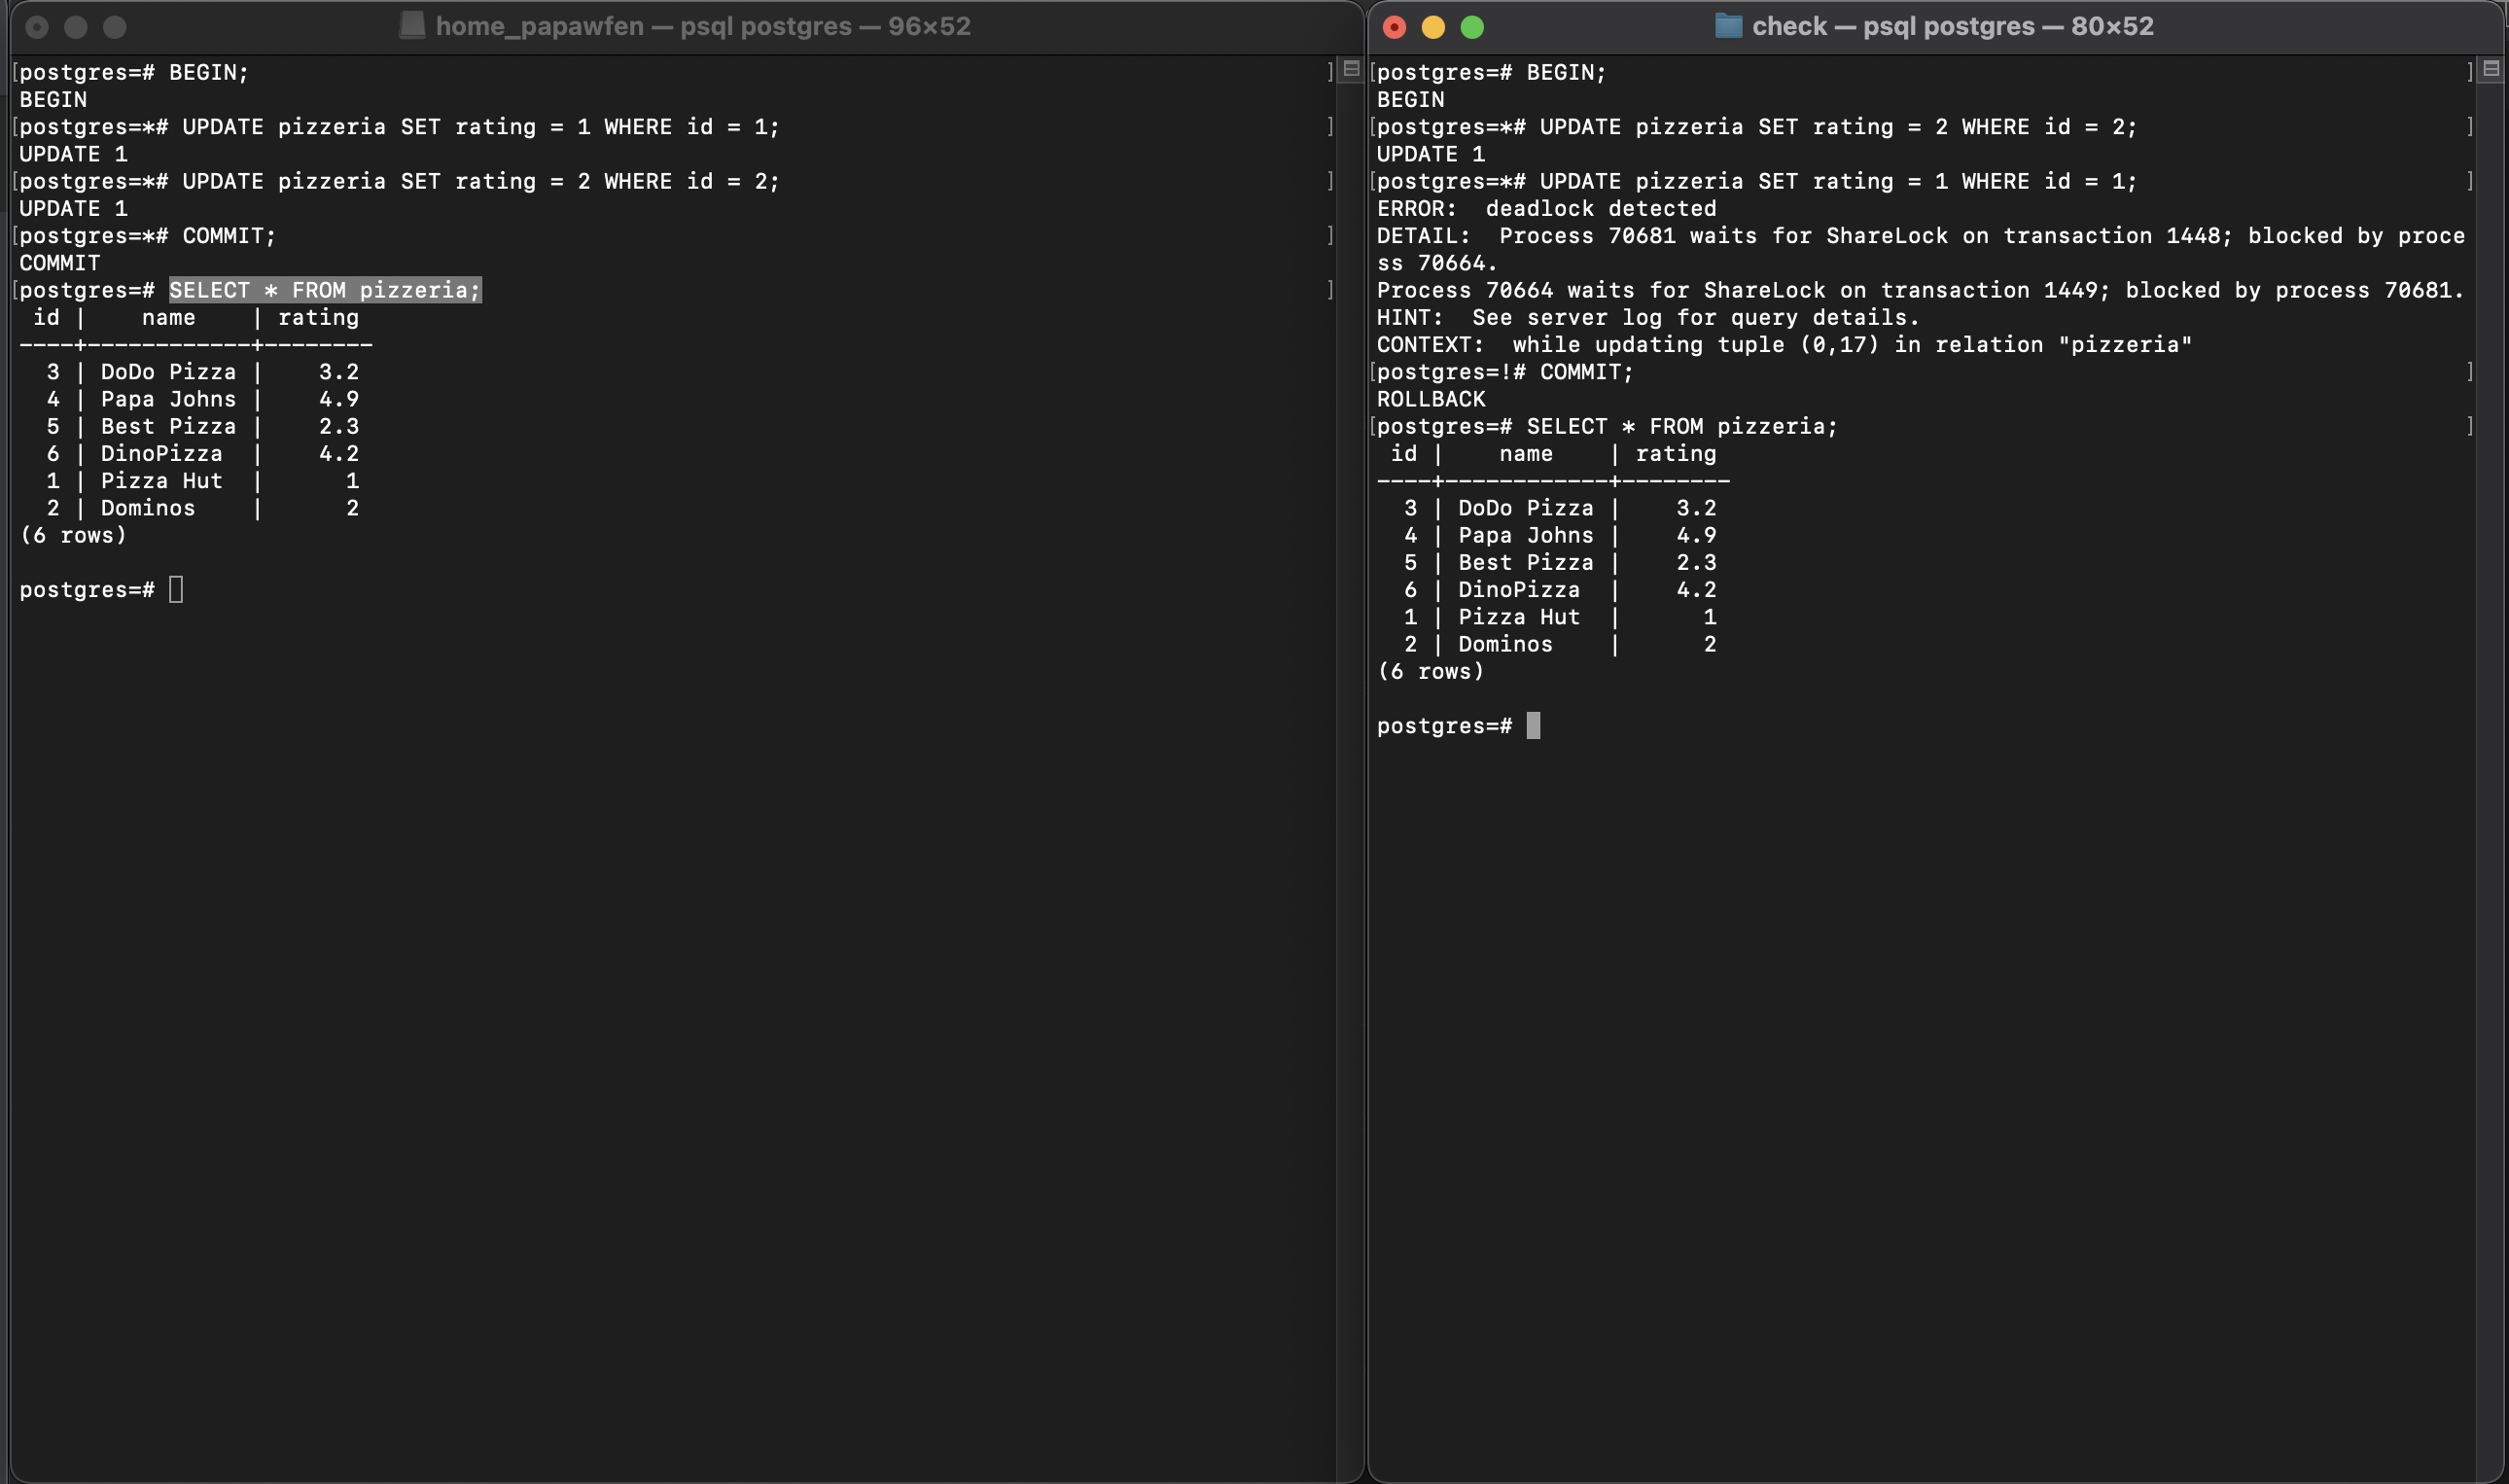 home_papawfen — psql postgres — 96×52
[postgres=# BEGIN; ]
BEGIN
[postgres=*# UPDATE pizzeria SET rating = 1 WHERE id = 1; ]
UPDATE 1
[postgres=*# UPDATE pizzeria SET rating = 2 WHERE id = 2; ]
UPDATE 1
[postgres=*# COMMIT; ]
COMMIT
[postgres=# SELECT * FROM pizzeria; ]
 id |    name    | rating
----+------------+--------
  3 | DoDo Pizza |    3.2
  4 | Papa Johns |    4.9
  5 | Best Pizza |    2.3
  6 | DinoPizza  |    4.2
  1 | Pizza Hut  |      1
  2 | Dominos    |      2
(6 rows)
postgres=#
check — psql postgres — 80×52
[postgres=# BEGIN; ]
BEGIN
[postgres=*# UPDATE pizzeria SET rating = 2 WHERE id = 2; ]
UPDATE 1
[postgres=*# UPDATE pizzeria SET rating = 1 WHERE id = 1; ]
ERROR:  deadlock detected
DETAIL:  Process 70681 waits for ShareLock on transaction 1448; blocked by proce
ss 70664.
Process 70664 waits for ShareLock on transaction 1449; blocked by process 70681.
HINT:  See server log for query details.
CONTEXT:  while updating tuple (0,17) in relation "pizzeria"
[postgres=!# COMMIT; ]
ROLLBACK
[postgres=# SELECT * FROM pizzeria; ]
 id |    name    | rating
----+------------+--------
  3 | DoDo Pizza |    3.2
  4 | Papa Johns |    4.9
  5 | Best Pizza |    2.3
  6 | DinoPizza  |    4.2
  1 | Pizza Hut  |      1
  2 | Dominos    |      2
(6 rows)
postgres=#